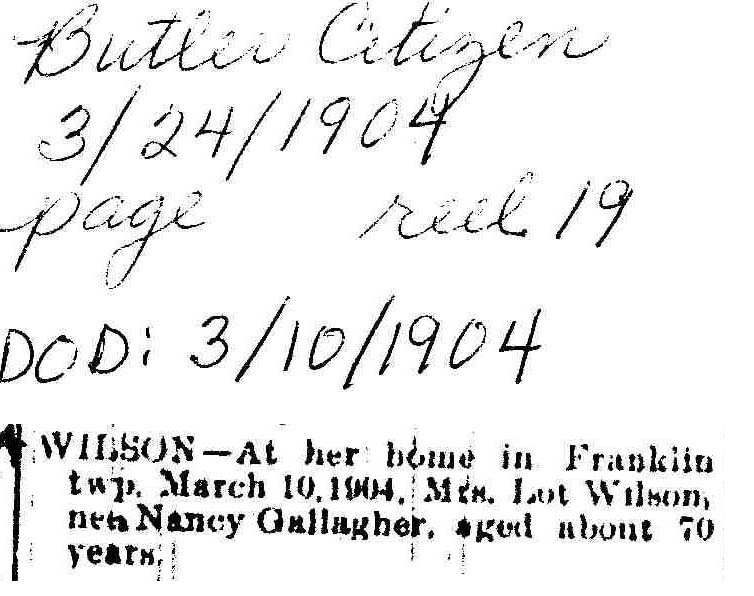 Butler Citizen
3/24/1904
page reel 19
DOD: 3/10/1904
WILSON—At her home in Franklin
twp. March 10, 1904, Mrs. Lot Wilson,
nee Nancy Gallagher, aged about 70
years.